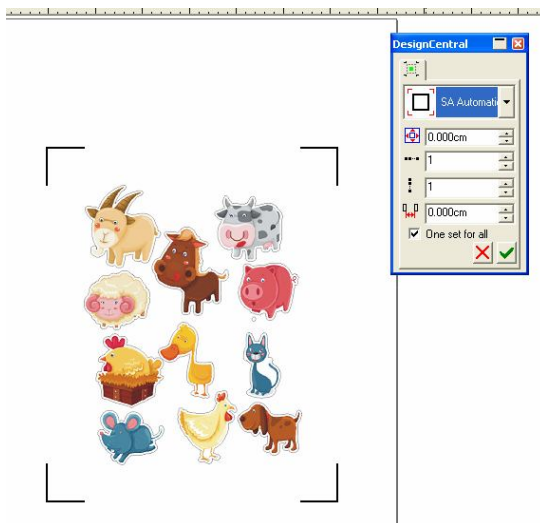 DesignCentral
SA Automati
0.000cm
1
1
0.000cm
One set for all